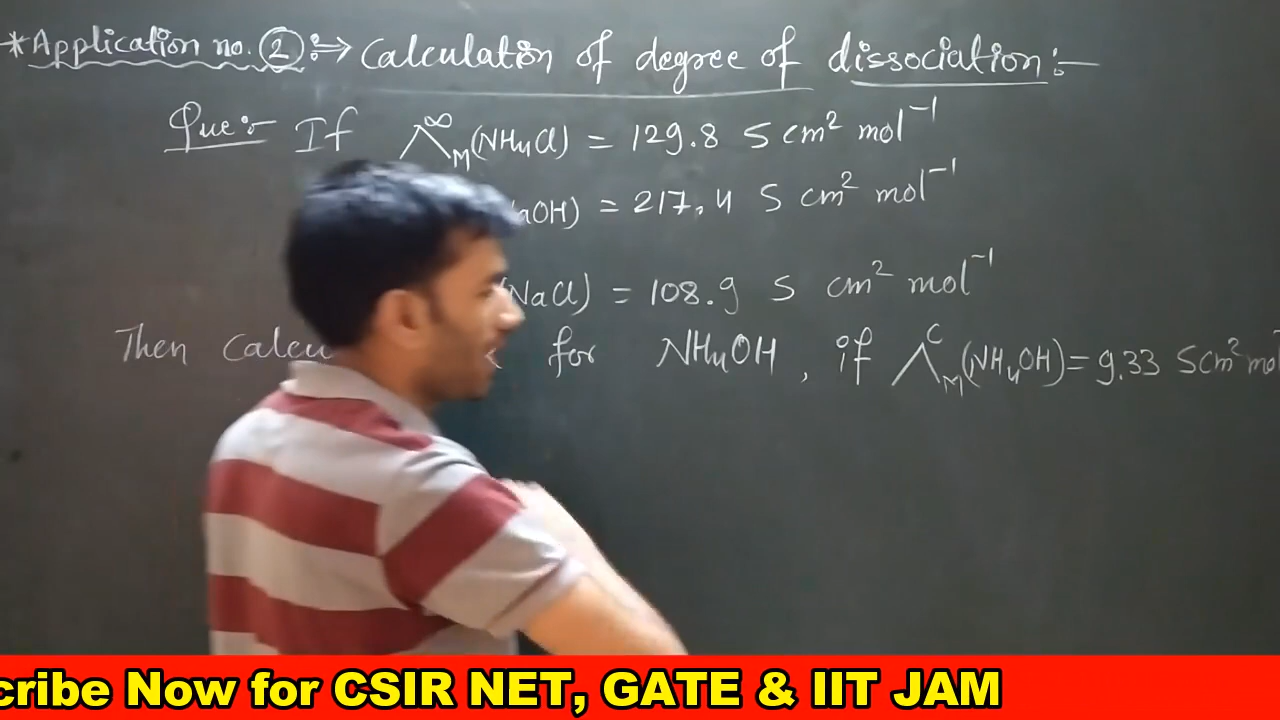 *Application no. ② :⇒ Calculation of degree of dissociation :-
Que :- If Λ∞M(NH4Cl) = 129.8 S cm² mol⁻¹
aOH) = 217.4 S cm² mol⁻¹
(NaCl) = 108.9 S cm² mol⁻¹
Then Calcu for NH4OH, if ΛcM(NH4OH) = 9.33 S cm² mol
cribe Now for CSIR NET, GATE & IIT JAM